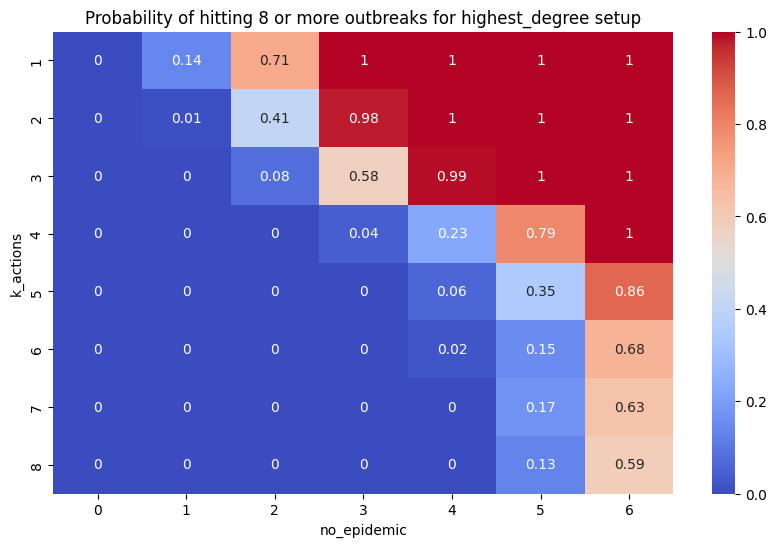 Probability of hitting 8 or more outbreaks for highest_degree setup
k_actions
1 0 0.14 0.71 1 1 1 1
2 0 0.01 0.41 0.98 1 1 1
3 0 0 0.08 0.58 0.99 1 1
4 0 0 0 0.04 0.23 0.79 1
5 0 0 0 0 0.06 0.35 0.86
6 0 0 0 0 0.02 0.15 0.68
7 0 0 0 0 0 0.17 0.63
8 0 0 0 0 0 0.13 0.59
0 1 2 3 4 5 6
no_epidemic
1.0
0.8
0.6
0.4
0.2
0.0